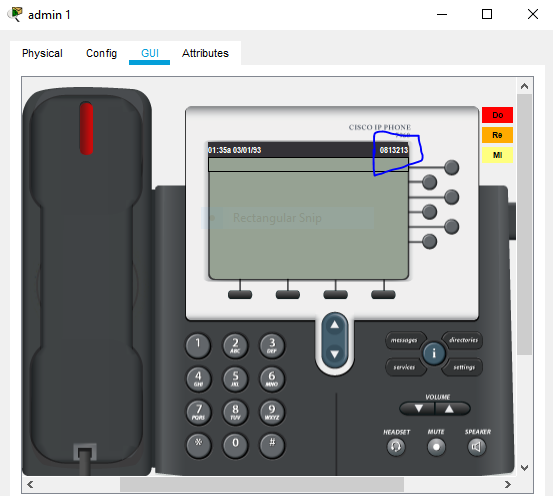 admin 1
Physical Config GUI Attributes
CISCO IP PHONE
01:35a 03/01/93 0813213
Do
Re
MI
Rectangular Snip
1 2 ABC 3 DEF
4 GHI 5 JKL 6 MNO
7 PQRS 8 TUV 9 WXYZ
* 0 #
messages directories
i
services settings
VOLUME
HEADSET MUTE SPEAKER